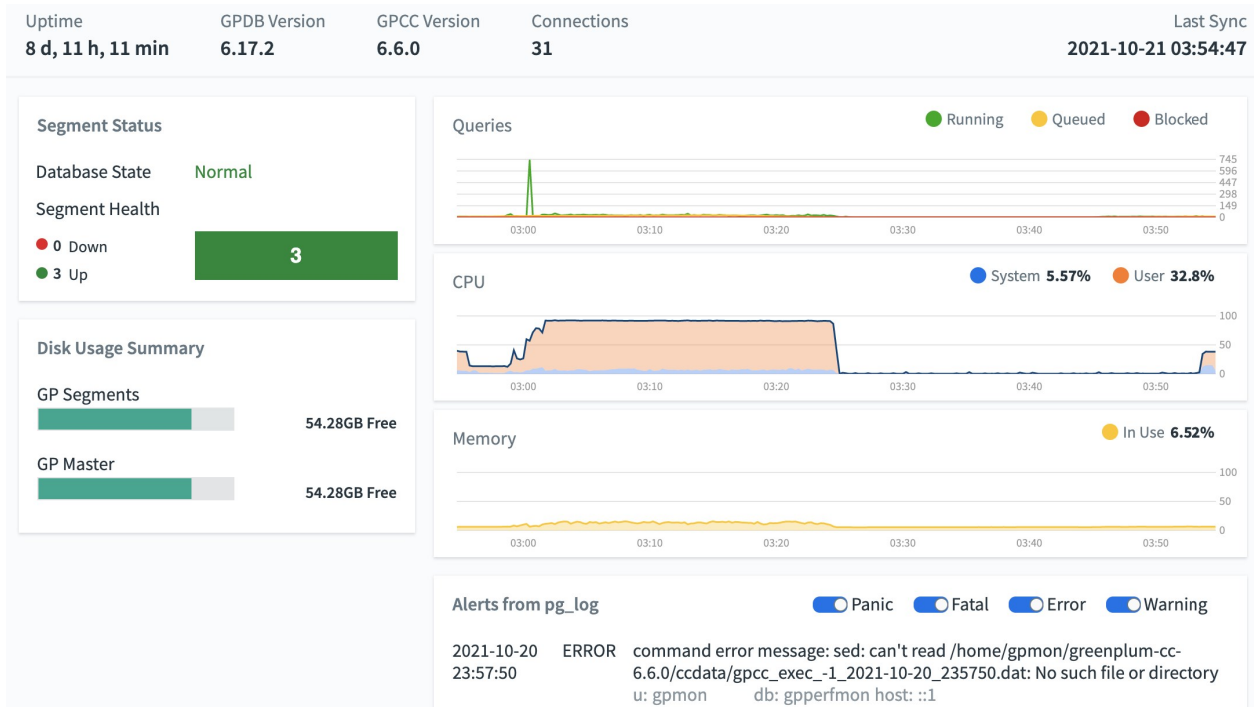 Uptime GPDB Version GPCC Version Connections Last Sync
8 d, 11 h, 11 min 6.17.2 6.6.0 31 2021-10-21 03:54:47
Segment Status
Database State Normal
Segment Health
0 Down
3 Up
3
Disk Usage Summary
GP Segments
54.28GB Free
GP Master
54.28GB Free
Queries Running Queued Blocked
745
596
447
298
149
0
03:00 03:10 03:20 03:30 03:40 03:50
CPU System 5.57% User 32.8%
100
50
0
03:00 03:10 03:20 03:30 03:40 03:50
Memory In Use 6.52%
100
50
0
03:00 03:10 03:20 03:30 03:40 03:50
Alerts from pg_log Panic Fatal Error Warning
2021-10-20 ERROR command error message: sed: can't read /home/gpmon/greenplum-cc-
23:57:50 6.6.0/ccdata/gpcc_exec_-1_2021-10-20_235750.dat: No such file or directory
u: gpmon db: gpperfmon host: ::1